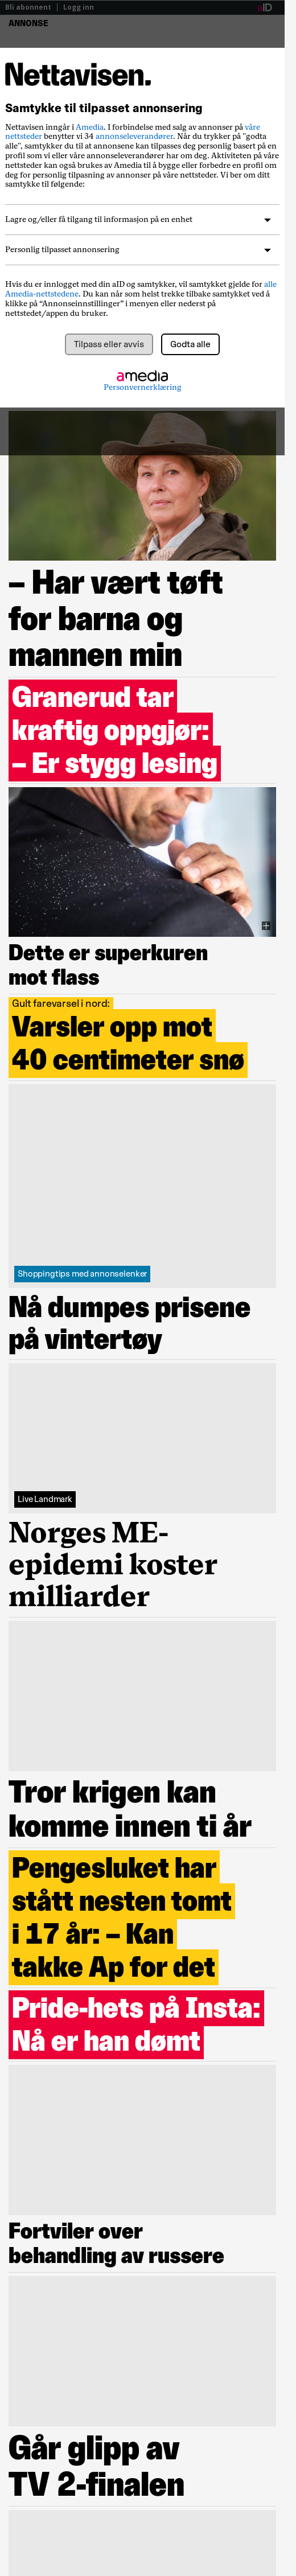 Bli abonnent | Logg inn
aID
ANNONSE
Nettavisen.
Samtykke til tilpasset annonsering
Nettavisen inngår i Amedia. I forbindelse med salg av annonser på våre
nettsteder benytter vi 34 annonseleverandører. Når du trykker på "godta
alle", samtykker du til at annonsene kan tilpasses deg personlig basert på en
profil som vi eller våre annonseleverandører har om deg. Aktiviteten på våre
nettsteder kan også brukes av Amedia til å bygge eller forbedre en profil om
deg for personlig tilpasning av annonser på våre nettsteder. Vi ber om ditt
samtykke til følgende:
Lagre og/eller få tilgang til informasjon på en enhet
Personlig tilpasset annonsering
Hvis du er innlogget med din aID og samtykker, vil samtykket gjelde for alle
Amedia-nettstedene. Du kan når som helst trekke tilbake samtykket ved å
klikke på “Annonseinnstillinger” i menyen eller nederst på
nettstedet/appen du bruker.
Tilpass eller avvis
Godta alle
amedia
Personvernerklæring
– Har vært tøft
for barna og
mannen min
Granerud tar
kraftig oppgjør:
– Er stygg lesing
Dette er superkuren
mot flass
Gult farevarsel i nord:
Varsler opp mot
40 centimeter snø
Shoppingtips med annonselenker
Nå dumpes prisene
på vintertøy
Live Landmark
Norges ME-
epidemi koster
milliarder
Tror krigen kan
komme innen ti år
Pengesluket har
stått nesten tomt
i 17 år: – Kan
takke Ap for det
Pride-hets på Insta:
Nå er han dømt
Fortviler over
behandling av russere
Går glipp av
TV 2-finalen